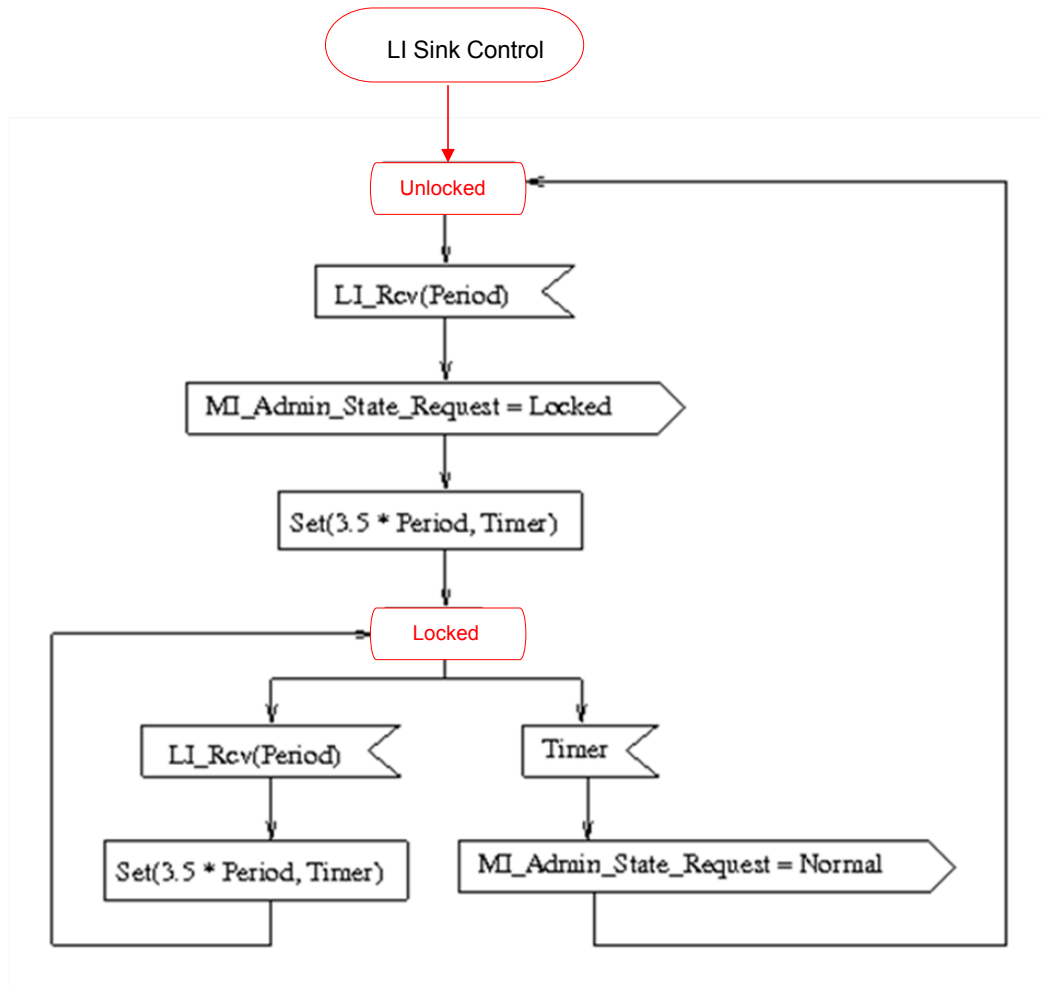 LI Sink Control
Unlocked
LI_Rcv(Period)
MI_Admin_State_Request = Locked
Set(3.5 * Period, Timer)
Locked
LI_Rcv(Period)
Timer
Set(3.5 * Period, Timer)
MI_Admin_State_Request = Normal